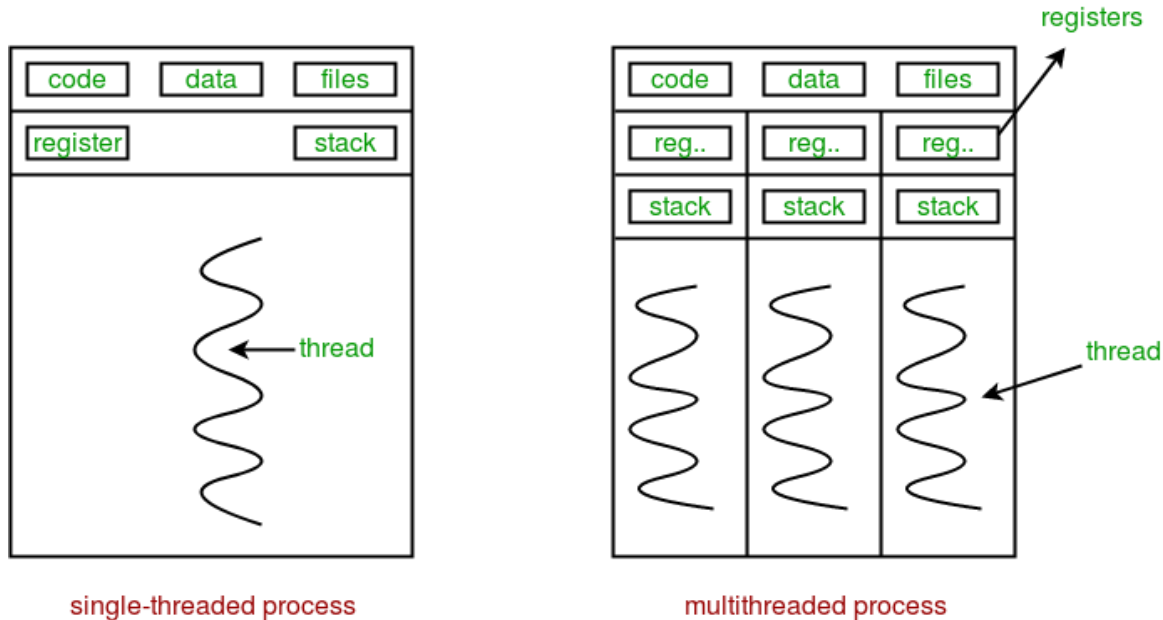 registers
code data files
register stack
thread
single-threaded process
code data files
reg.. reg.. reg..
stack stack stack
thread
multithreaded process